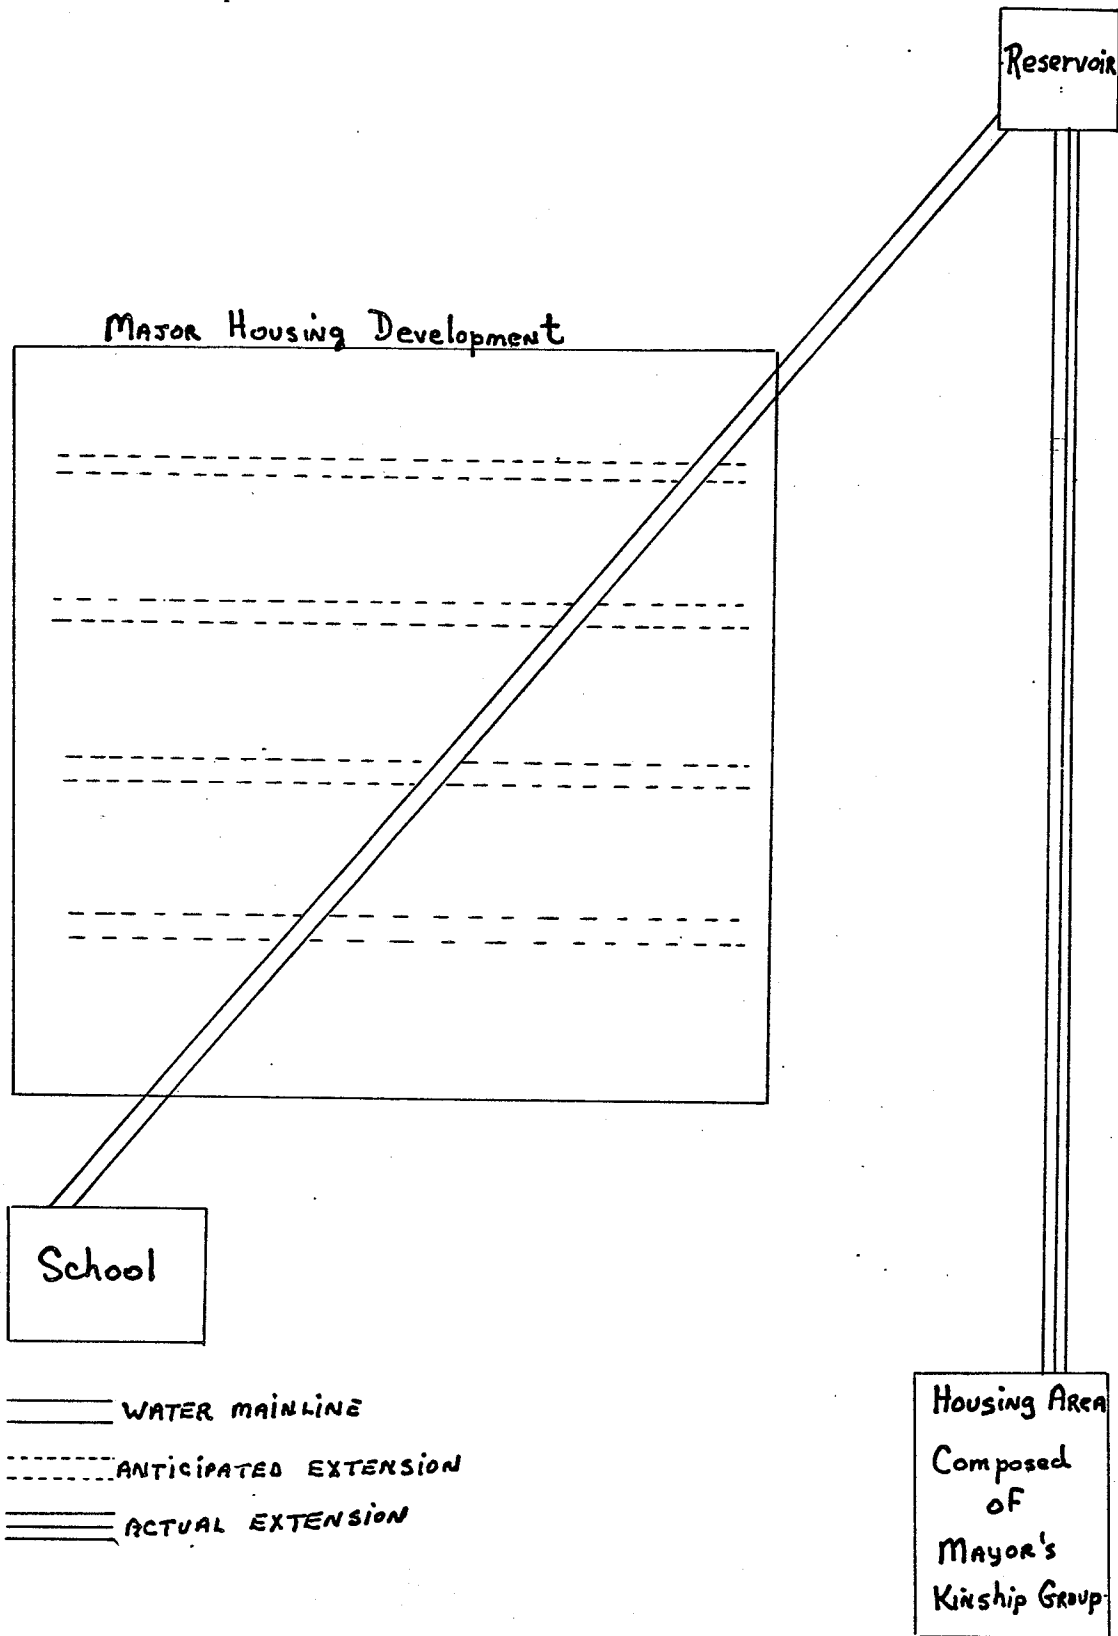 Reservoir
Major Housing Development
School
WATER MAINLINE
ANTICIPATED EXTENSION
ACTUAL EXTENSION
Housing Area
Composed
of
Mayor's
Kinship Group